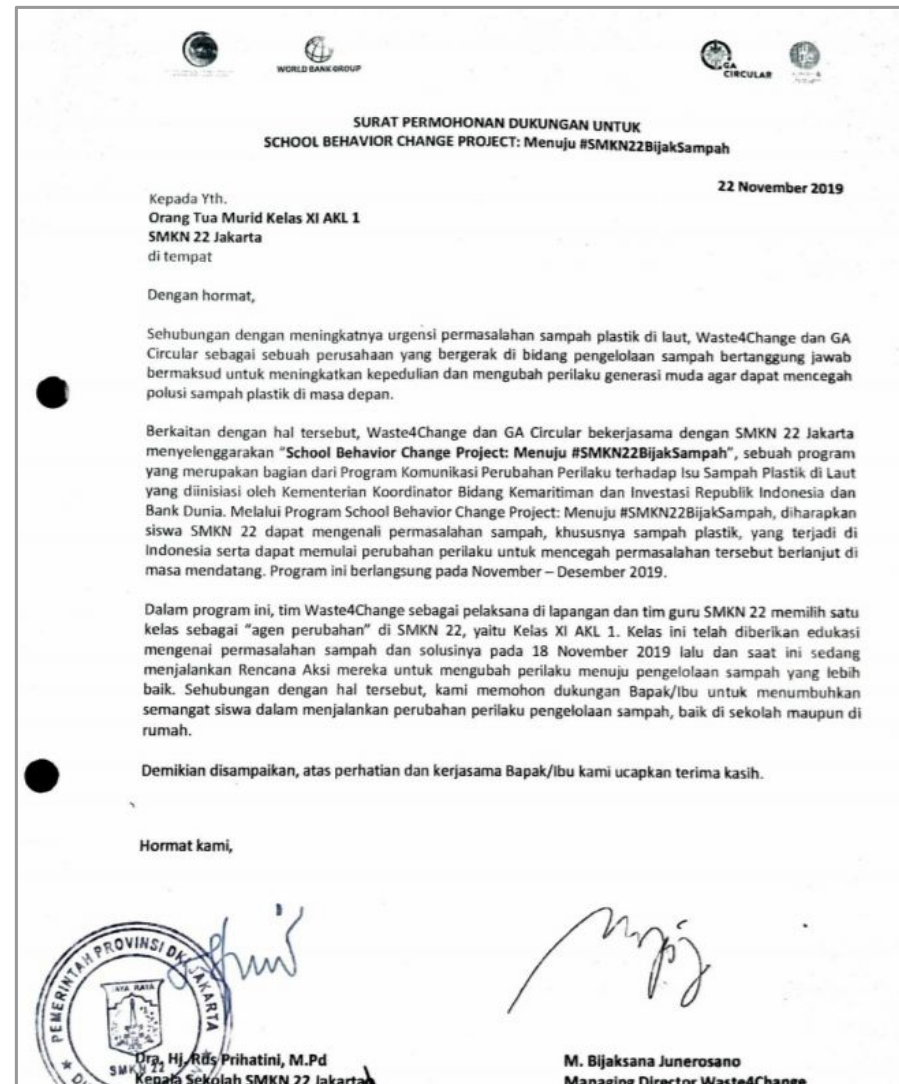 WORLD BANK GROUP
GA
CIRCULAR
SURAT PERMOHONAN DUKUNGAN UNTUK
SCHOOL BEHAVIOR CHANGE PROJECT: Menuju #SMKN22BijakSampah
22 November 2019
Kepada Yth.
Orang Tua Murid Kelas XI AKL 1
SMKN 22 Jakarta
di tempat
Dengan hormat,
Sehubungan dengan meningkatnya urgensi permasalahan sampah plastik di laut, Waste4Change dan GA
Circular sebagai sebuah perusahaan yang bergerak di bidang pengelolaan sampah bertanggung jawab
bermaksud untuk meningkatkan kepedulian dan mengubah perilaku generasi muda agar dapat mencegah
polusi sampah plastik di masa depan.
Berkaitan dengan hal tersebut, Waste4Change dan GA Circular bekerjasama dengan SMKN 22 Jakarta
menyelenggarakan "School Behavior Change Project: Menuju #SMKN22BijakSampah", sebuah program
yang merupakan bagian dari Program Komunikasi Perubahan Perilaku terhadap Isu Sampah Plastik di Laut
yang diinisiasi oleh Kementerian Koordinator Bidang Kemaritiman dan Investasi Republik Indonesia dan
Bank Dunia. Melalui Program School Behavior Change Project: Menuju #SMKN22BijakSampah, diharapkan
siswa SMKN 22 dapat mengenali permasalahan sampah, khususnya sampah plastik, yang terjadi di
Indonesia serta dapat memulai perubahan perilaku untuk mencegah permasalahan tersebut berlanjut di
masa mendatang. Program ini berlangsung pada November – Desember 2019.
Dalam program ini, tim Waste4Change sebagai pelaksana di lapangan dan tim guru SMKN 22 memilih satu
kelas sebagai "agen perubahan" di SMKN 22, yaitu Kelas XI AKL 1. Kelas ini telah diberikan edukasi
mengenai permasalahan sampah dan solusinya pada 18 November 2019 lalu dan saat ini sedang
menjalankan Rencana Aksi mereka untuk mengubah perilaku menuju pengelolaan sampah yang lebih
baik. Sehubungan dengan hal tersebut, kami memohon dukungan Bapak/Ibu untuk menumbuhkan
semangat siswa dalam menjalankan perubahan perilaku pengelolaan sampah, baik di sekolah maupun di
rumah.
Demikian disampaikan, atas perhatian dan kerjasama Bapak/Ibu kami ucapkan terima kasih.
Hormat kami,
PEMERINTAH PROVINSI DKI JAKARTA
JAYA RAYA
SMKN 22
Dra. Hj. Rus Prihatini, M.Pd
Kepala Sekolah SMKN 22 Jakarta
M. Bijaksana Junerosano
Managing Director Waste4Change